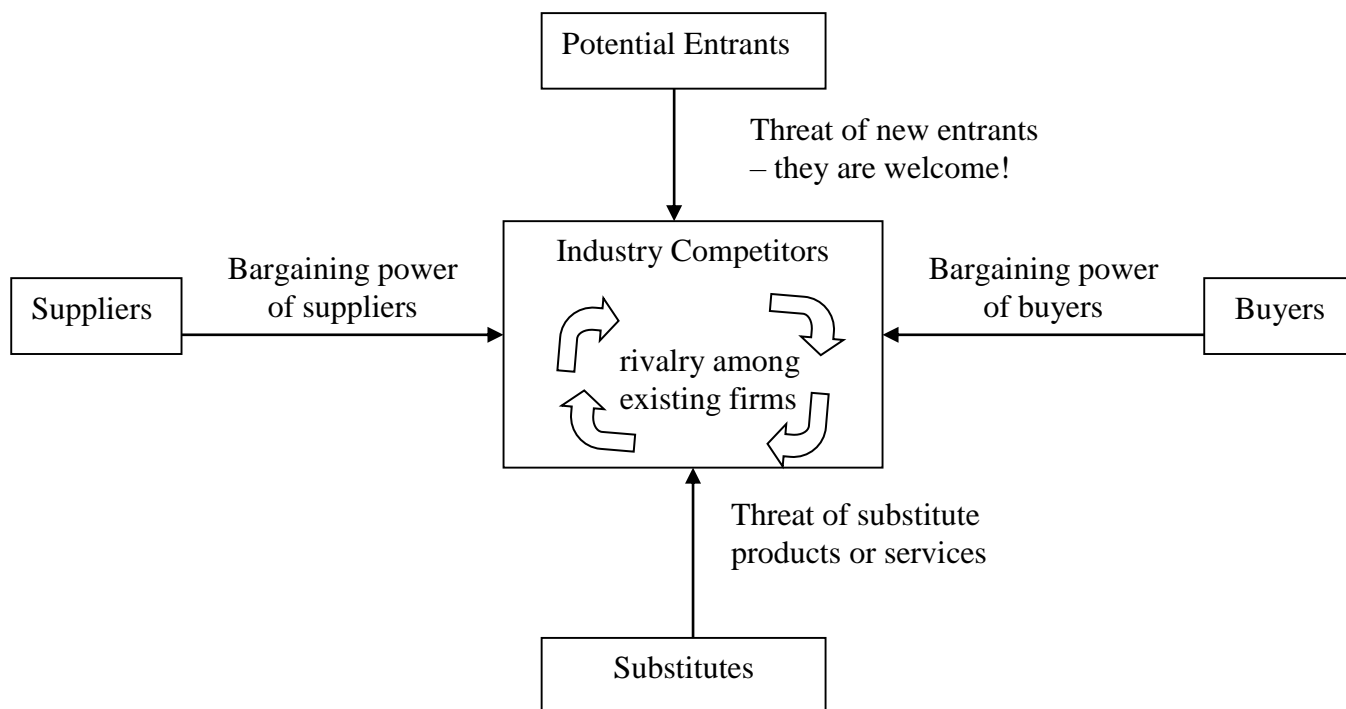 Potential Entrants
Threat of new entrants
– they are welcome!
Industry Competitors
Bargaining power
of suppliers
Bargaining power
of buyers
Suppliers
Buyers
rivalry among
existing firms
Threat of substitute
products or services
Substitutes